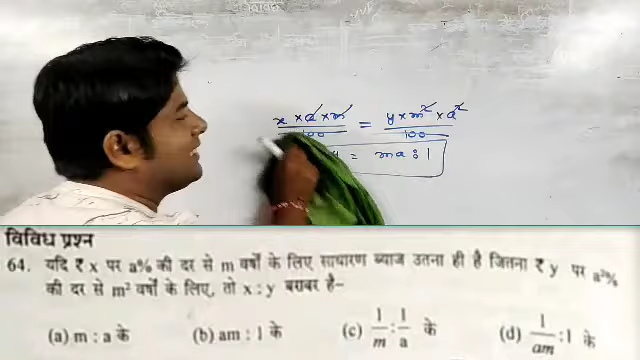 x × a × m / 100 = y × m² × a² / 100
= ma : 1
विविध प्रश्न
64. यदि ₹ x पर a% की दर से m वर्षों के लिए साधारण ब्याज उतना ही है जितना ₹ y पर a²%
की दर से m² वर्षों के लिए, तो x : y बराबर है–
(a) m : a के (b) am : 1 के (c) 1/m : 1/a के (d) 1/am : 1 के